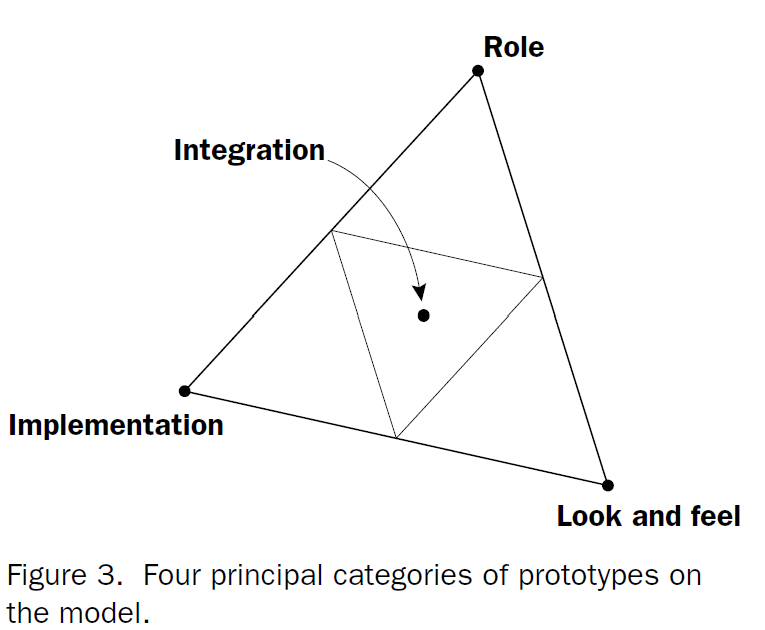 Role
Integration
Implementation
Look and feel
Figure 3. Four principal categories of prototypes on
the model.